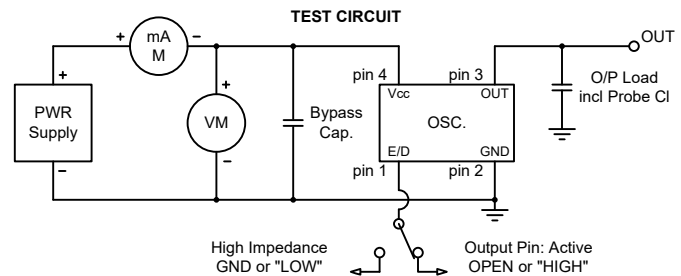 TEST CIRCUIT
mA
M
+
-
OUT
+
pin 4
pin 3
O/P Load
incl Probe Cl
PWR
Supply
+
VM
Bypass
Cap.
Vcc
OUT
OSC.
E/D
GND
-
-
pin 1
pin 2
High Impedance
GND or "LOW"
Output Pin: Active
OPEN or "HIGH"